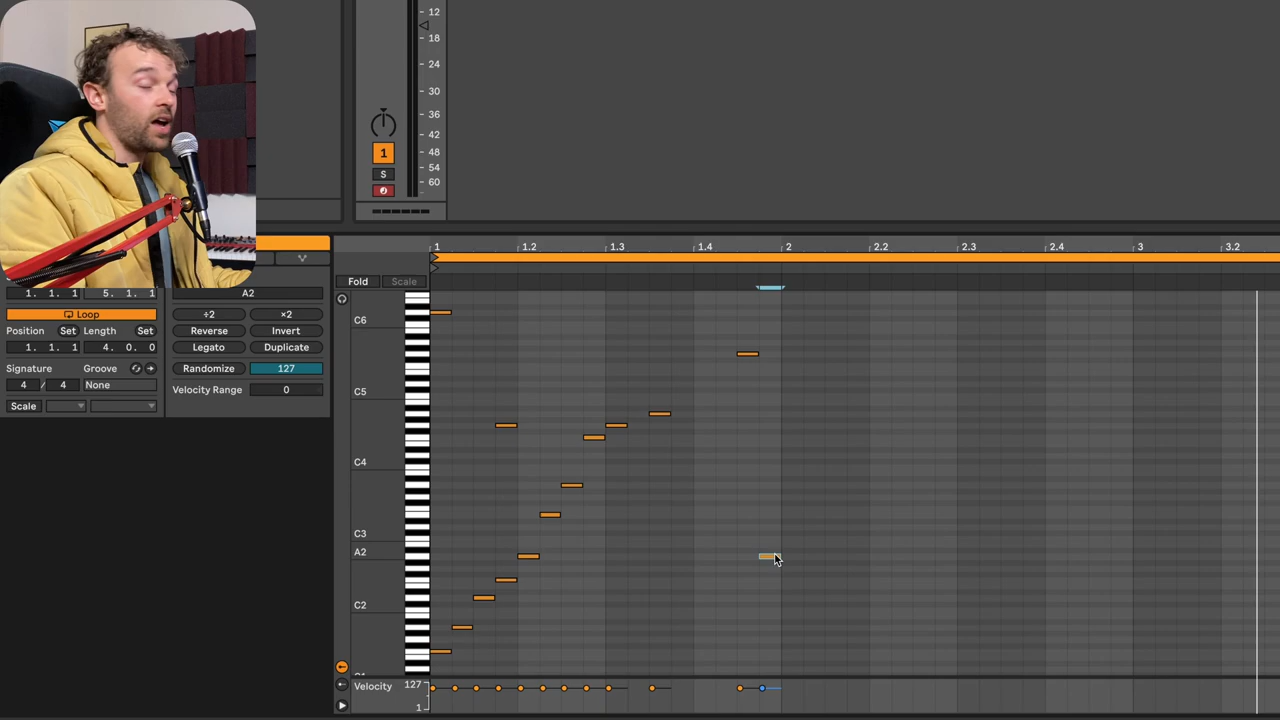 12
18
24
30
36
42
48
54
60
1
S
1 1.2 1.3 1.4 2 2.2 2.3 2.4 3 3.2
Fold Scale
1. 1. 1 5. 1. 1 A2
Loop ÷2 ×2
Position Set Length Set Reverse Invert
1. 1. 1 4. 0. 0 Legato Duplicate
Signature Groove Randomize 127
4 / 4 None Velocity Range 0
Scale
C6
C5
C4
C3
A2
C2
Velocity 127
1